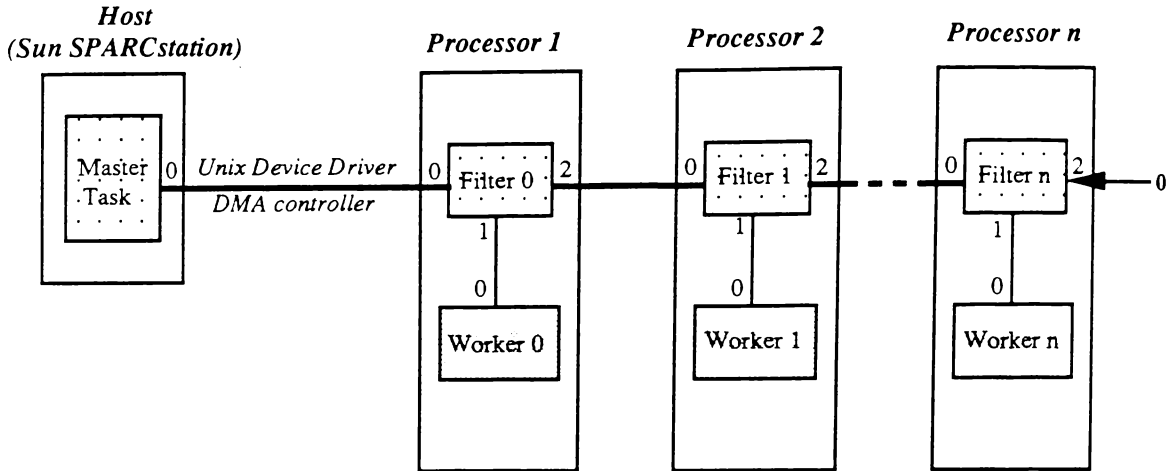 Host
(Sun SPARCstation)
Processor 1
Processor 2
Processor n
Master
Task
0
Unix Device Driver
DMA controller
0
Filter 0
2
1
0
Worker 0
0
Filter 1
2
1
0
Worker 1
0
Filter n
2
0
1
0
Worker n